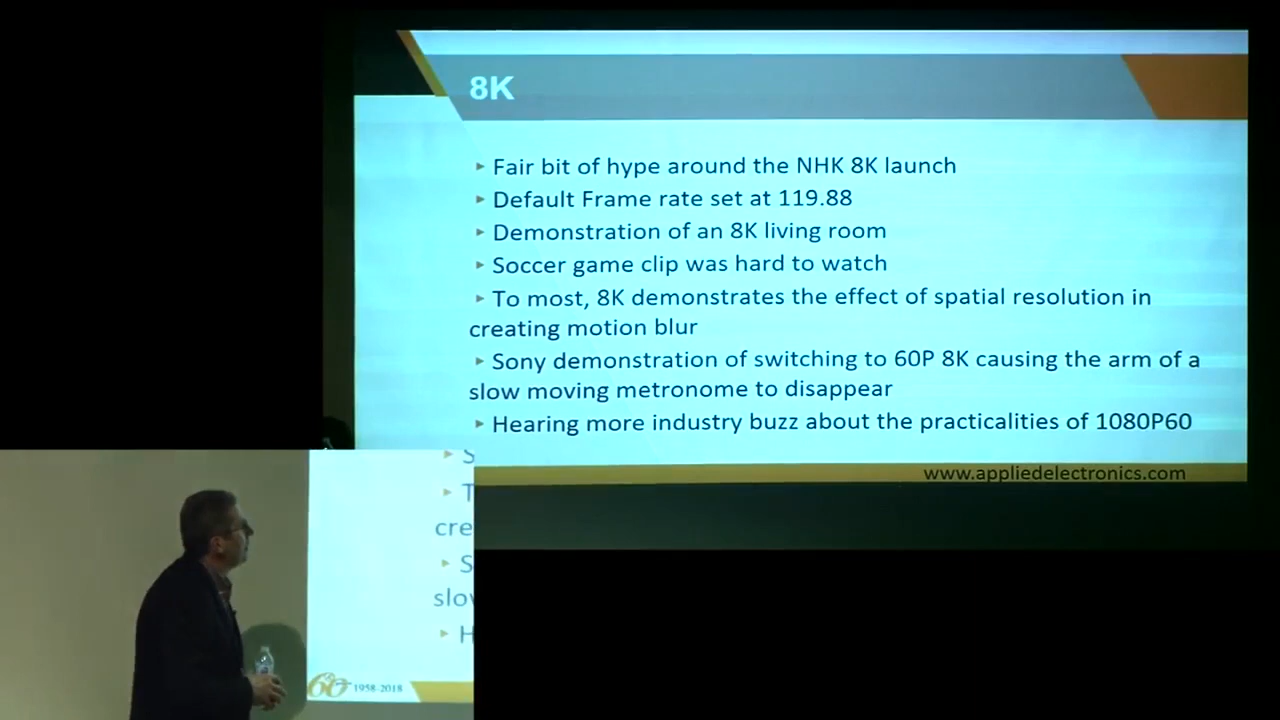 8K
▸ Fair bit of hype around the NHK 8K launch
▸ Default Frame rate set at 119.88
▸ Demonstration of an 8K living room
▸ Soccer game clip was hard to watch
▸ To most, 8K demonstrates the effect of spatial resolution in
creating motion blur
▸ Sony demonstration of switching to 60P 8K causing the arm of a
slow moving metronome to disappear
▸ Hearing more industry buzz about the practicalities of 1080P60
www.appliedelectronics.com
▸ S
▸ T
cre
▸ S
slow
▸ H
60 1958-2018